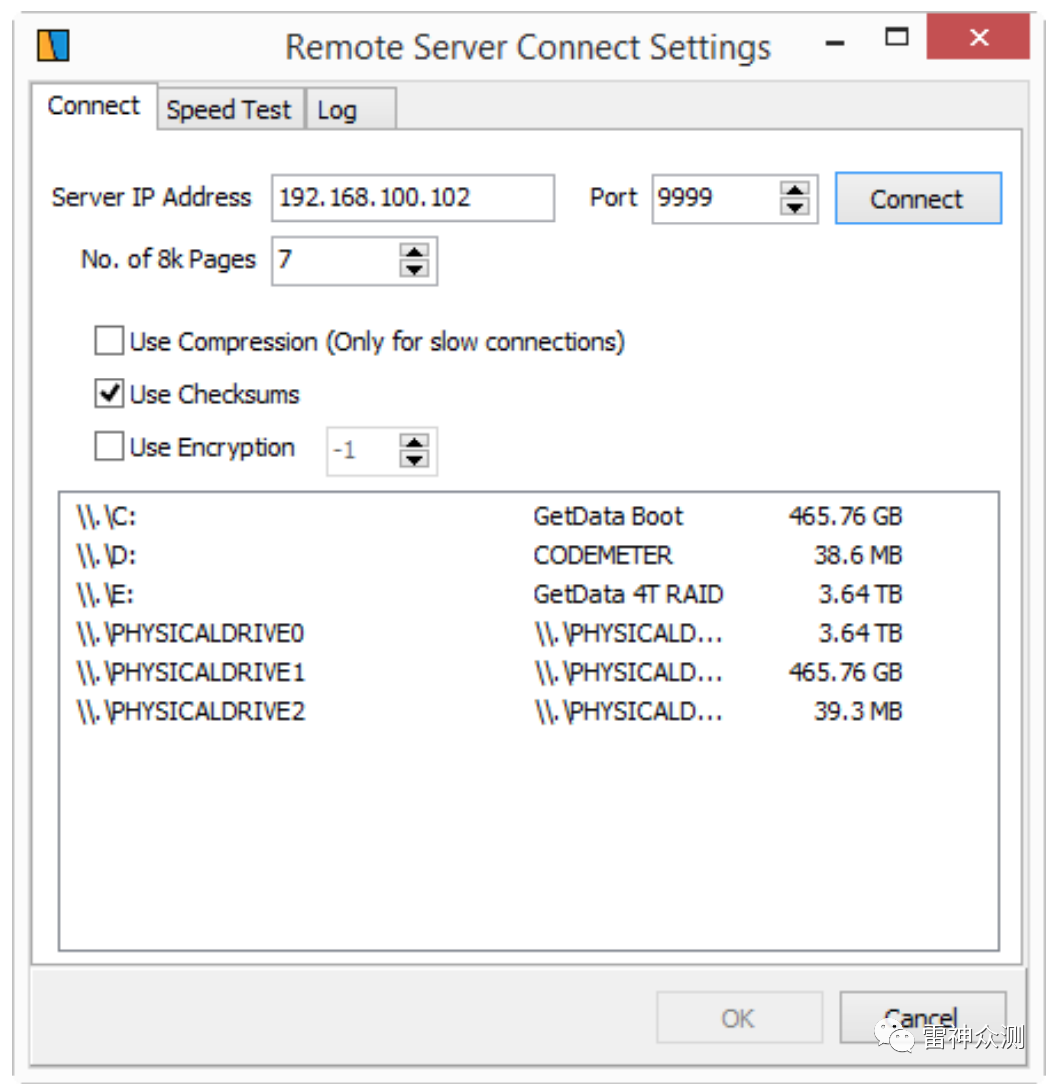 Remote Server Connect Settings
Connect Speed Test Log
Server IP Address 192.168.100.102 Port 9999 Connect
No. of 8k Pages 7
Use Compression (Only for slow connections)
Use Checksums
Use Encryption -1
\\.\C: GetData Boot 465.76 GB
\\.\D: CODEMETER 38.6 MB
\\.\E: GetData 4T RAID 3.64 TB
\\.\PHYSICALDRIVE0 \\.\PHYSICALD... 3.64 TB
\\.\PHYSICALDRIVE1 \\.\PHYSICALD... 465.76 GB
\\.\PHYSICALDRIVE2 \\.\PHYSICALD... 39.3 MB
OK Cancel
雷神众测